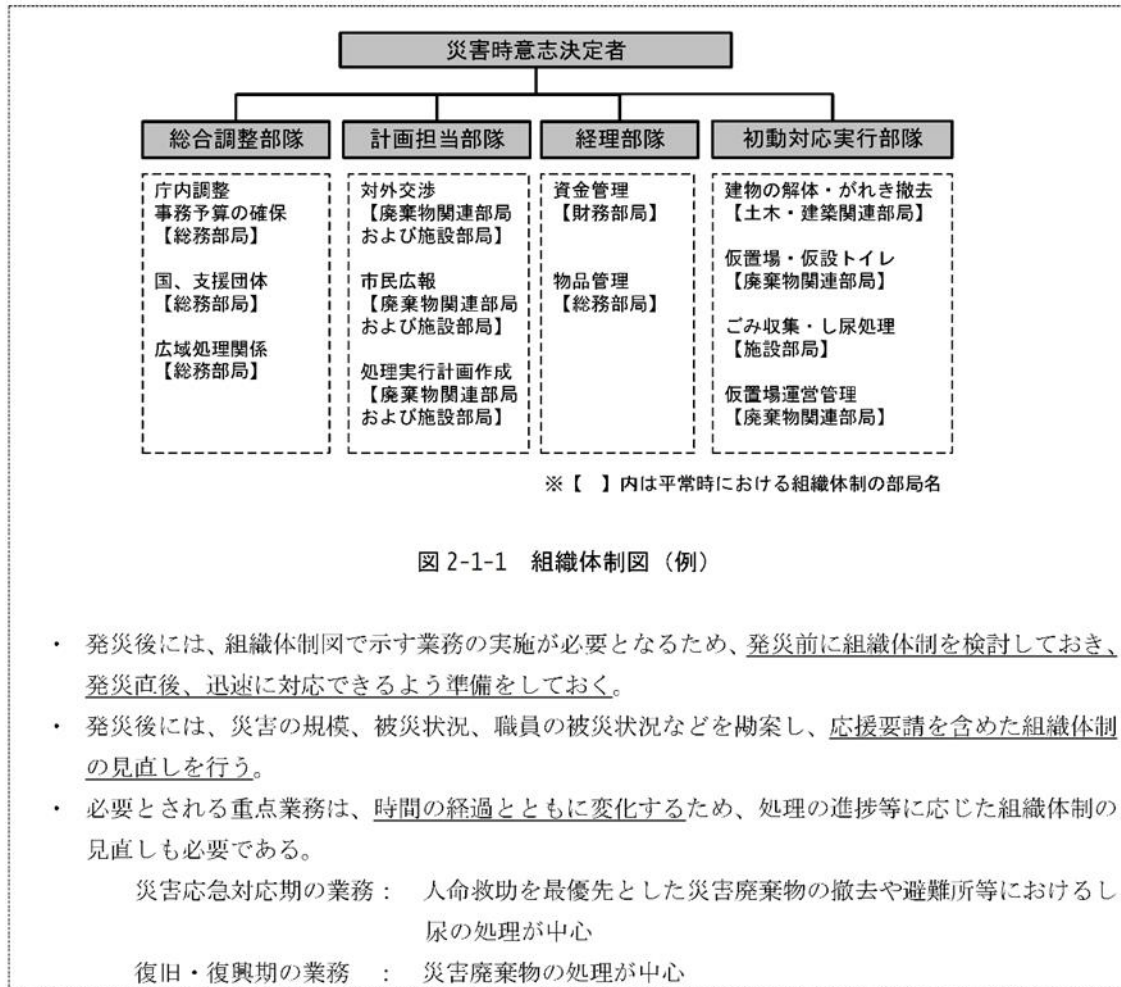 災害時意志決定者
総合調整部隊
庁内調整
事務予算の確保
【総務部局】
国、支援団体
【総務部局】
広域処理関係
【総務部局】
計画担当部隊
対外交渉
【廃棄物関連部局
および施設部局】
市民広報
【廃棄物関連部局
および施設部局】
処理実行計画作成
【廃棄物関連部局
および施設部局】
経理部隊
資金管理
【財務部局】
物品管理
【総務部局】
初動対応実行部隊
建物の解体・がれき撤去
【土木・建築関連部局】
仮置場・仮設トイレ
【廃棄物関連部局】
ごみ収集・し尿処理
【施設部局】
仮置場運営管理
【廃棄物関連部局】
※【　】内は平常時における組織体制の部局名
図 2-1-1　組織体制図（例）
・ 発災後には、組織体制図で示す業務の実施が必要となるため、発災前に組織体制を検討しておき、
発災直後、迅速に対応できるよう準備をしておく。
・ 発災後には、災害の規模、被災状況、職員の被災状況などを勘案し、応援要請を含めた組織体制
の見直しを行う。
・ 必要とされる重点業務は、時間の経過とともに変化するため、処理の進捗等に応じた組織体制の
見直しも必要である。
災害応急対応期の業務： 人命救助を最優先とした災害廃棄物の撤去や避難所等におけるし
尿の処理が中心
復旧・復興期の業務　： 災害廃棄物の処理が中心